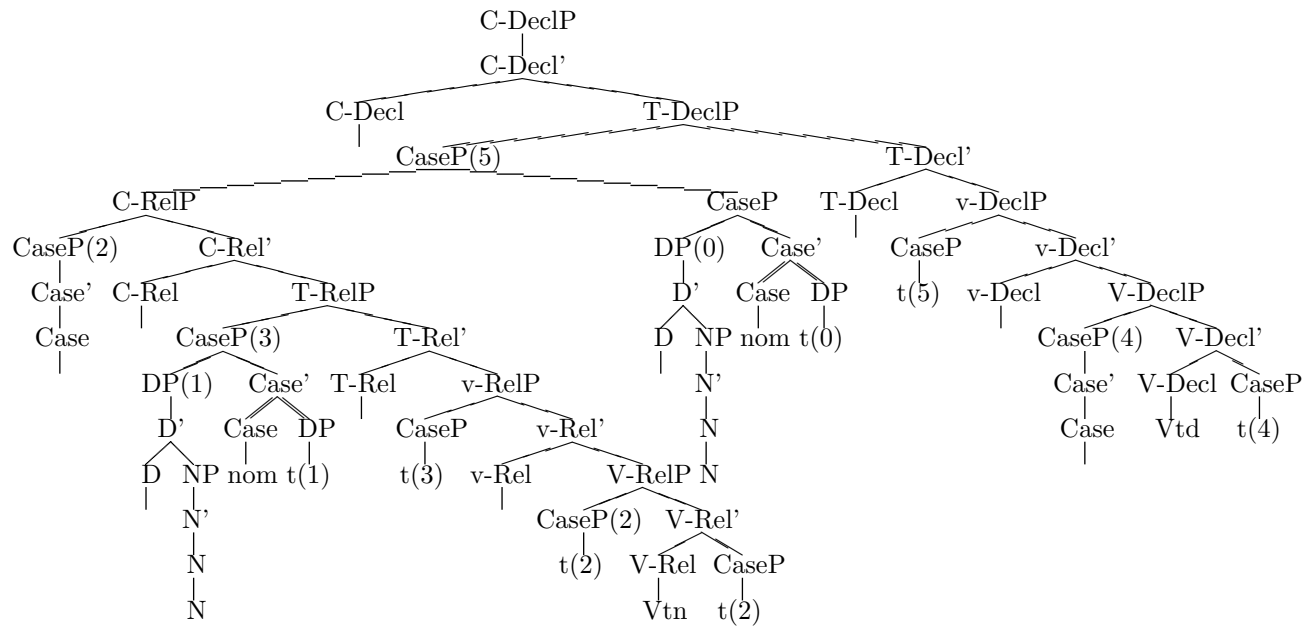 C-DeclP
C-Decl'
C-Decl T-DeclP
CaseP(5) T-Decl'
C-RelP CaseP T-Decl v-DeclP
CaseP(2) C-Rel' DP(0) Case' CaseP v-Decl'
Case' C-Rel T-RelP D' Case DP t(5) v-Decl V-DeclP
Case CaseP(3) T-Rel' D NP nom t(0) CaseP(4) V-Decl'
DP(1) Case' T-Rel v-RelP N' Case' V-Decl CaseP
D' Case DP CaseP v-Rel' N Case Vtd t(4)
D NP nom t(1) t(3) v-Rel V-RelP N
N' CaseP(2) V-Rel'
N t(2) V-Rel CaseP
N Vtn t(2)